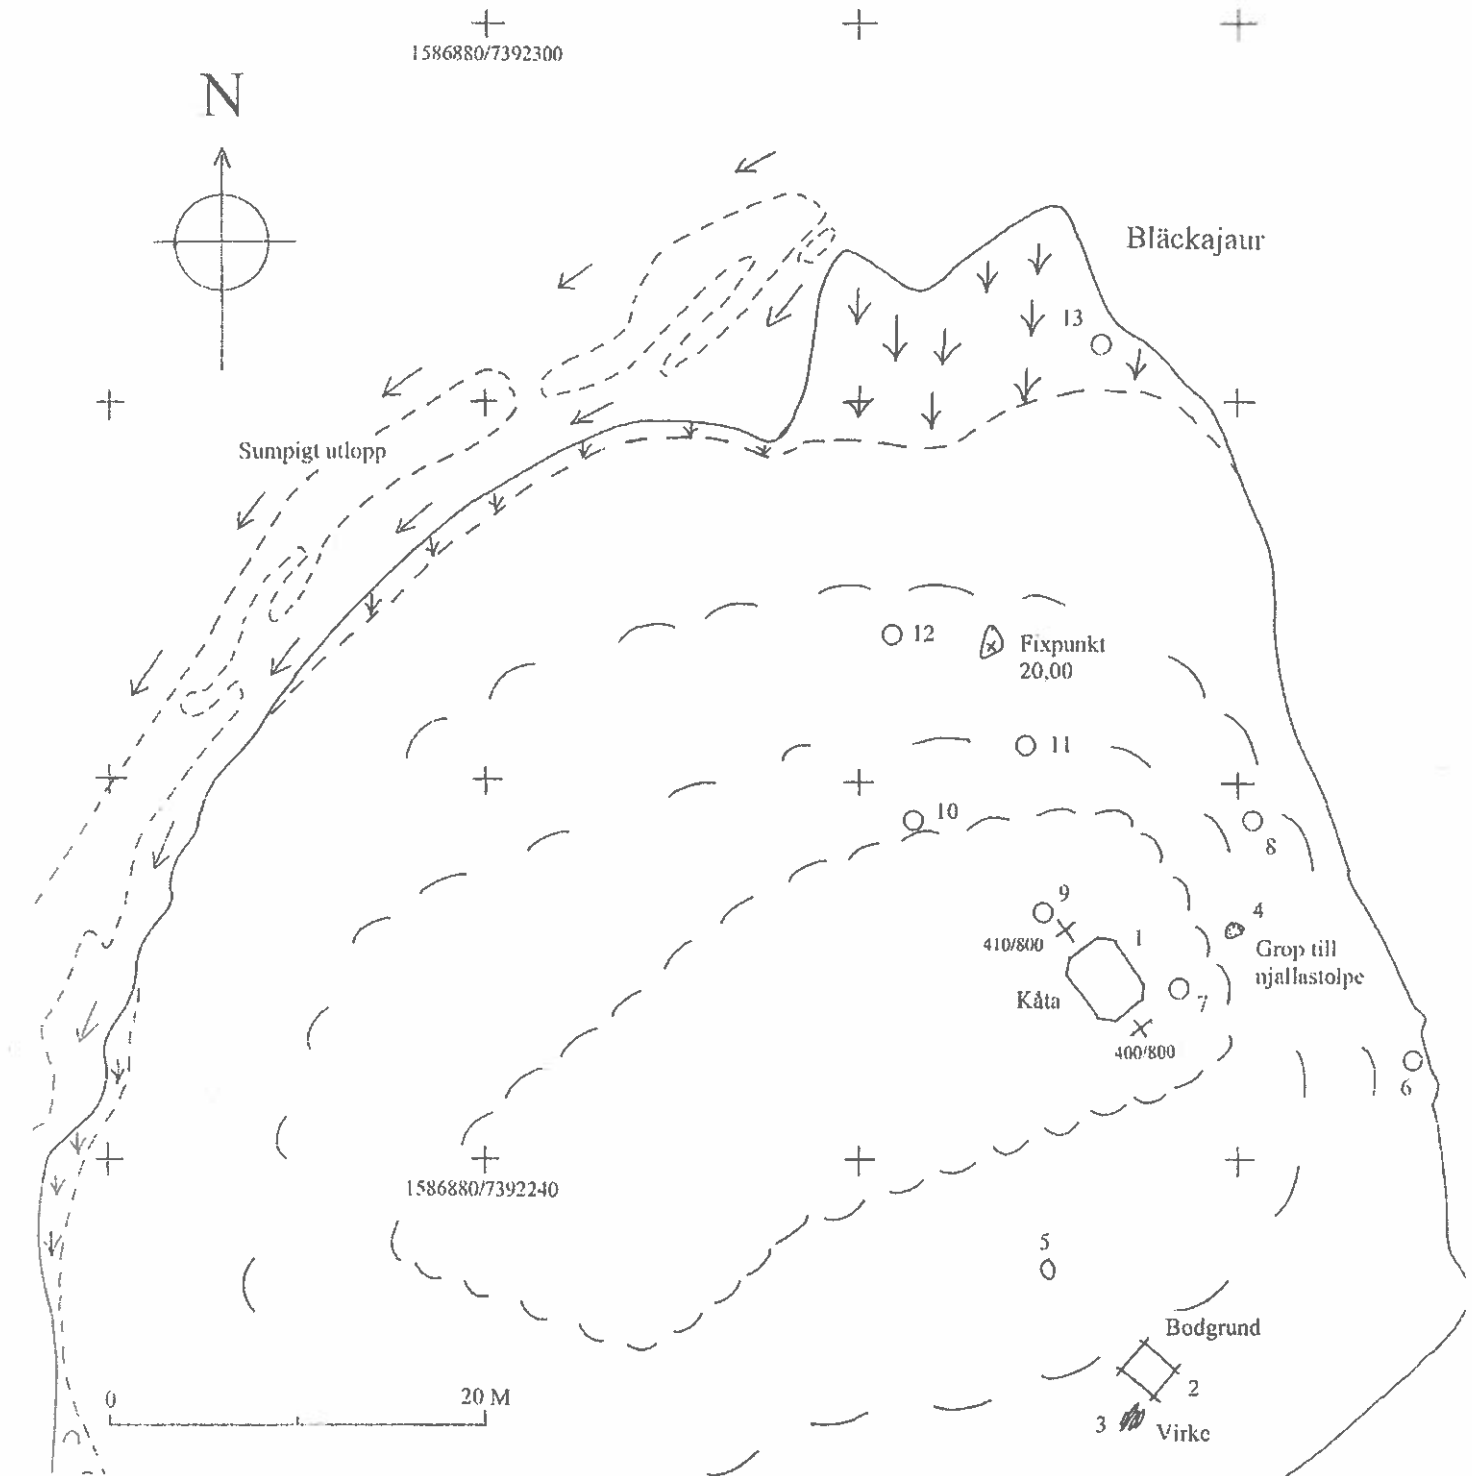 1586880/7392300
N
Bläckajaur
13
Sumpigt utlopp
12
Fixpunkt
20,00
11
10
8
9
4
410/800
1
Grop till
njallastolpe
Kåta
7
400/800
6
1586880/7392240
5
Bodgrund
2
0
20 M
3
Virke